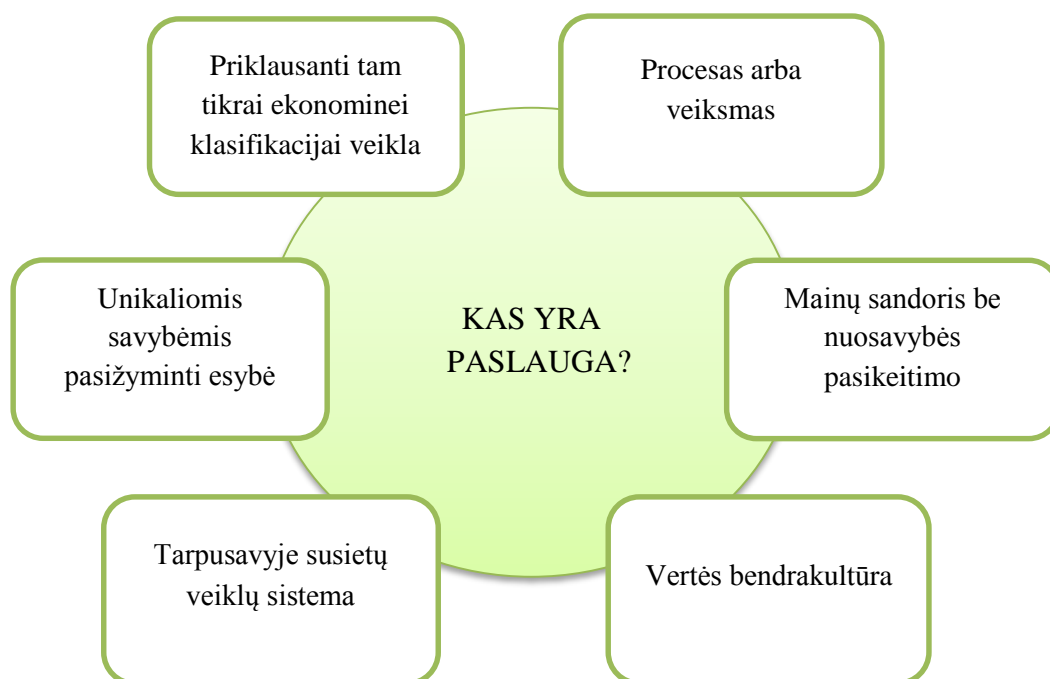 Priklausanti tam
tikrai ekonominei
klasifikacijai veikla
Procesas arba
veiksmas
Unikaliomis
savybėmis
pasižyminti esybė
KAS YRA
PASLAUGA?
Mainų sandoris be
nuosavybės
pasikeitimo
Tarpusavyje susietų
veiklų sistema
Vertės bendrakultūra